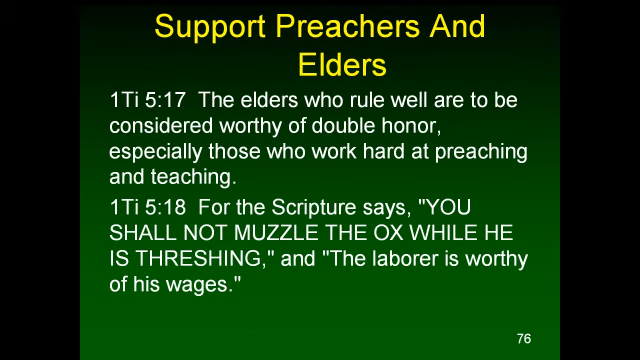 Support Preachers And
Elders
1Ti 5:17 The elders who rule well are to be
considered worthy of double honor,
especially those who work hard at preaching
and teaching.
1Ti 5:18 For the Scripture says, "YOU
SHALL NOT MUZZLE THE OX WHILE HE
IS THRESHING," and "The laborer is worthy
of his wages."
76